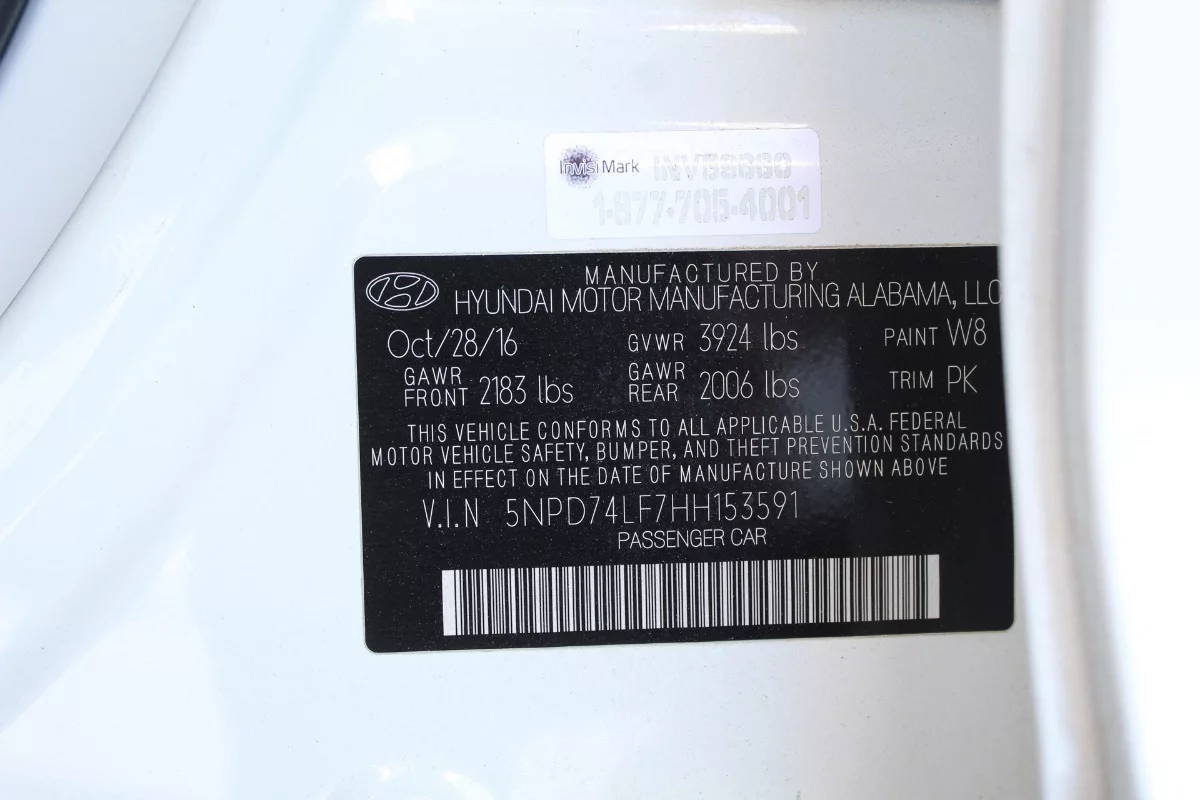 InvisiMark
1-877-705-4001
MANUFACTURED BY
HYUNDAI MOTOR MANUFACTURING ALABAMA, LLC
Oct/28/16 GVWR 3924 lbs PAINT W8
GAWR FRONT 2183 lbs GAWR REAR 2006 lbs TRIM PK
THIS VEHICLE CONFORMS TO ALL APPLICABLE U.S.A. FEDERAL
MOTOR VEHICLE SAFETY, BUMPER, AND THEFT PREVENTION STANDARDS
IN EFFECT ON THE DATE OF MANUFACTURE SHOWN ABOVE
V.I.N 5NPD74LF7HH153591
PASSENGER CAR